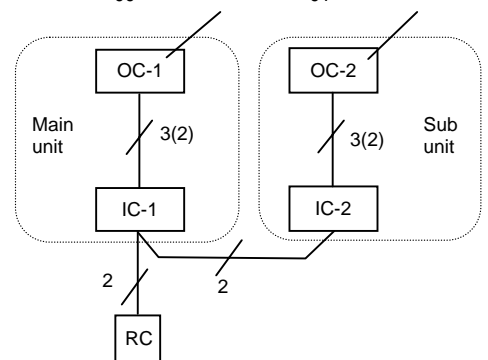 OC-1
OC-2
Main
unit
3(2)
3(2)
Sub
unit
IC-1
IC-2
2
2
RC